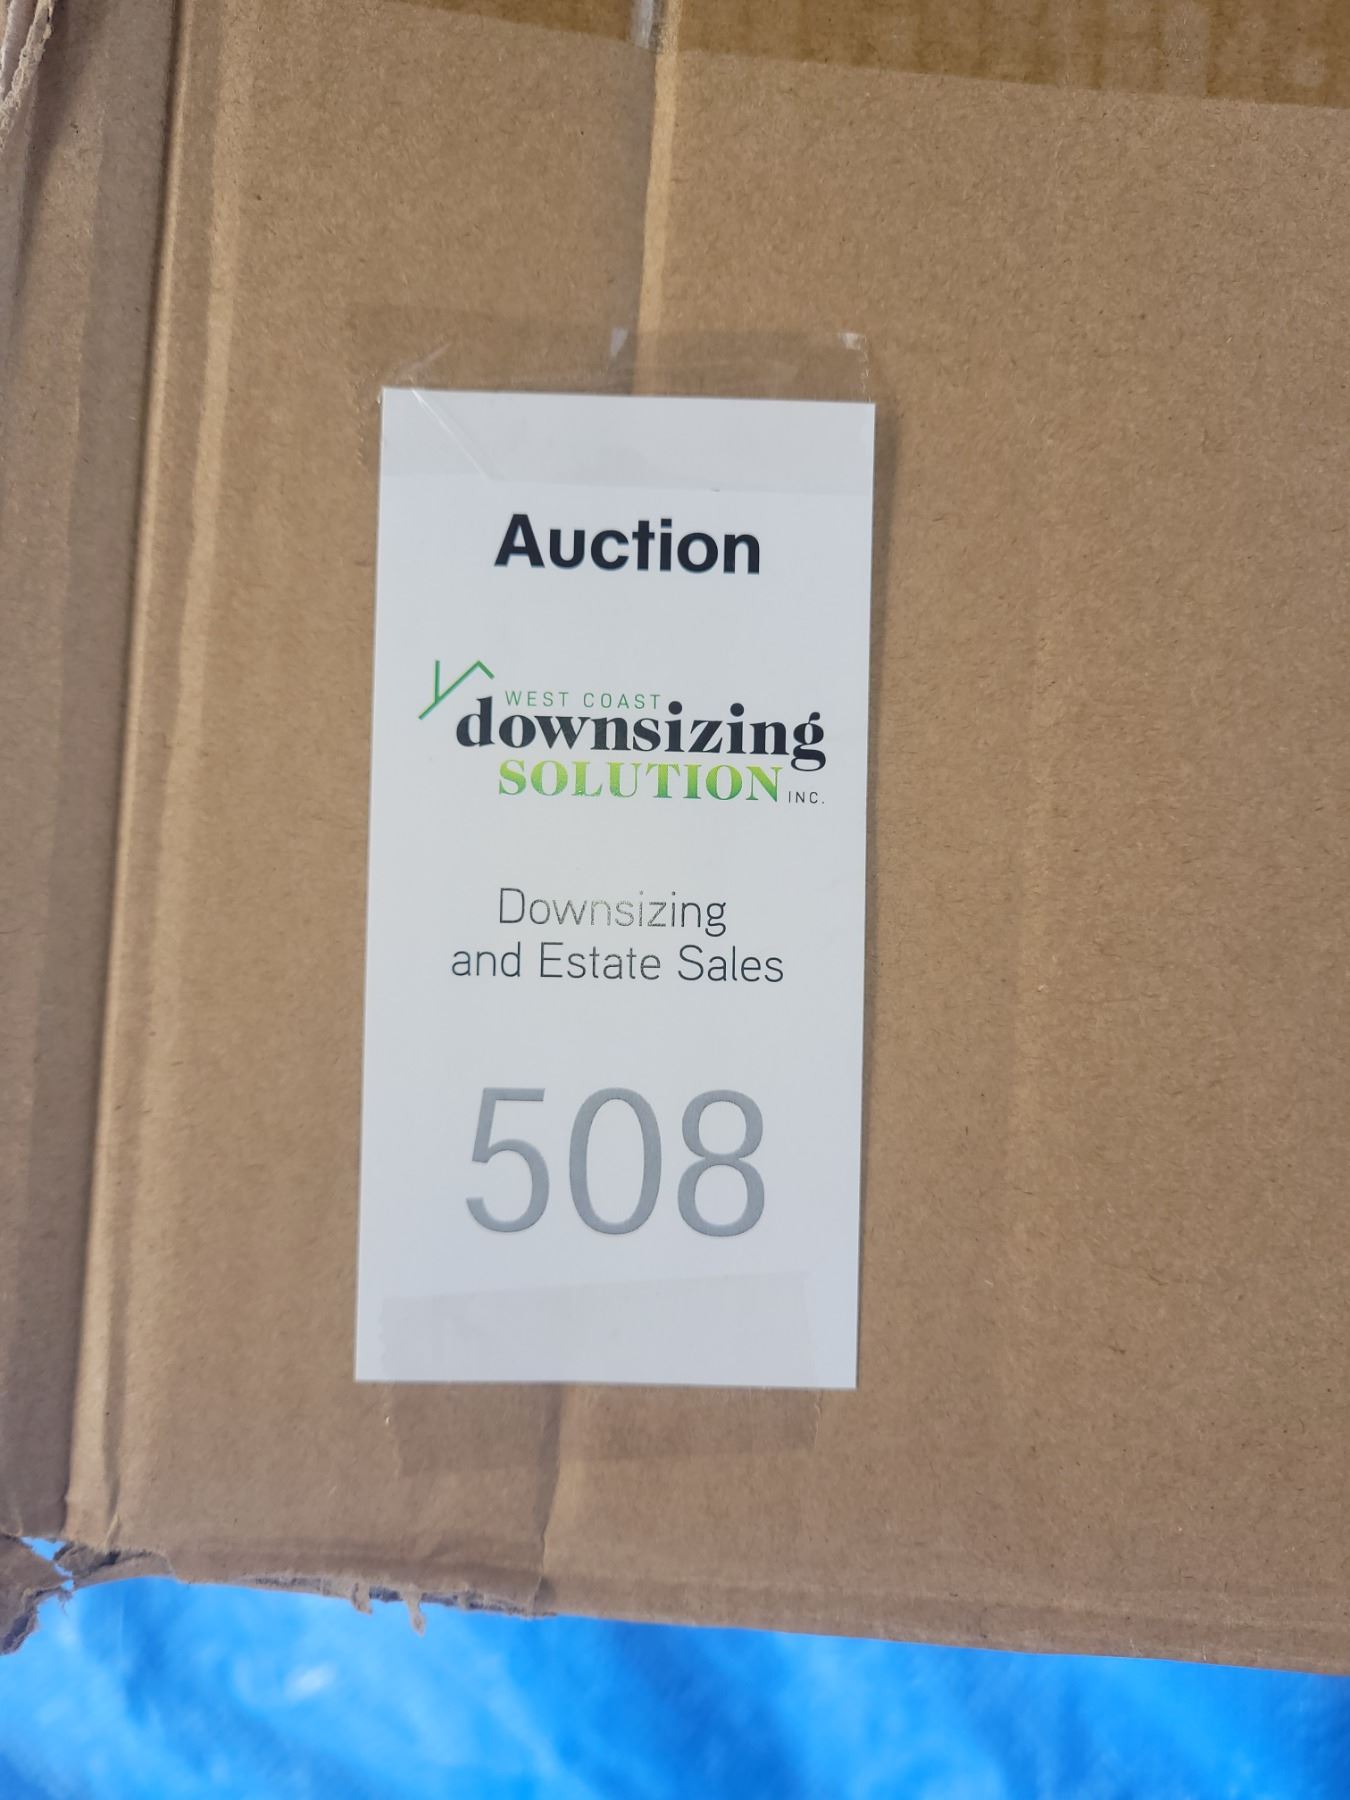 Auction
WEST COAST
downsizing
SOLUTION INC.
Downsizing
and Estate Sales
508